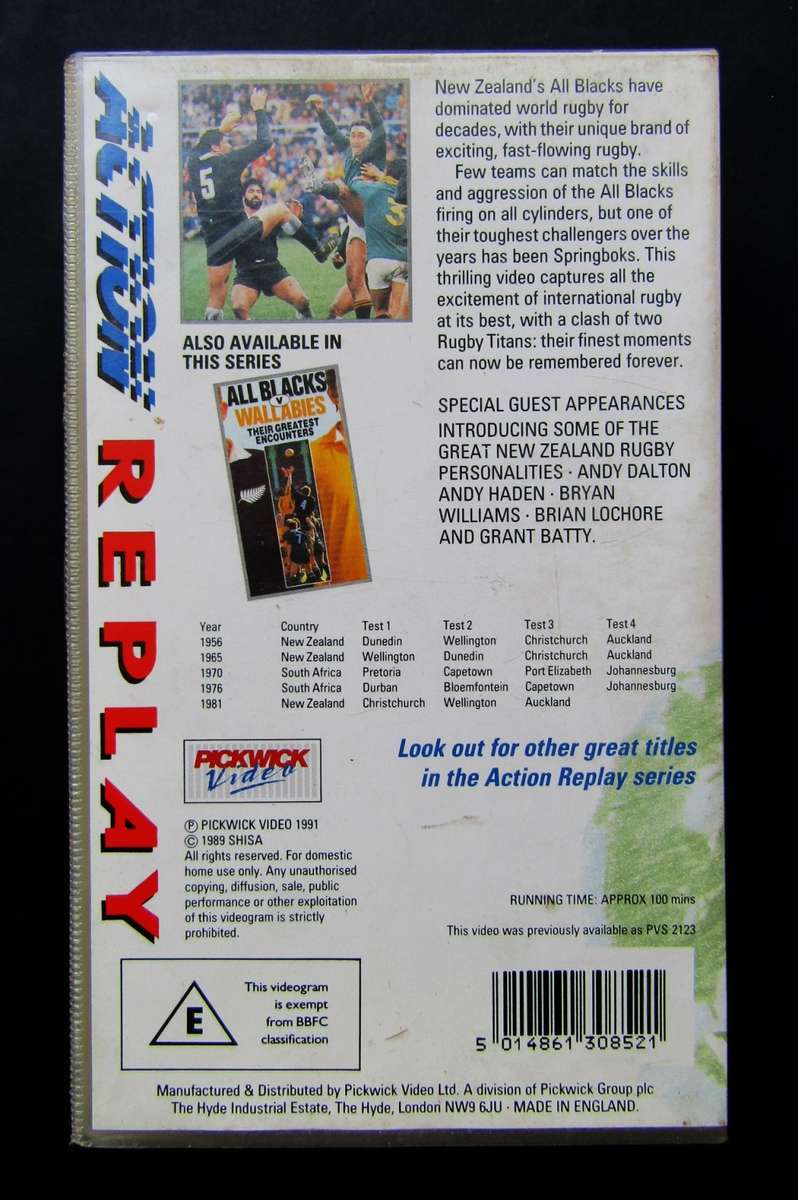 ACTION REPLAY
5
3
New Zealand's All Blacks have
dominated world rugby for
decades, with their unique brand of
exciting, fast-flowing rugby.
Few teams can match the skills
and aggression of the All Blacks
firing on all cylinders, but one of
their toughest challengers over the
years has been Springboks. This
thrilling video captures all the
excitement of international rugby
at its best, with a clash of two
Rugby Titans: their finest moments
can now be remembered forever.
ALSO AVAILABLE IN
THIS SERIES
ALL BLACKS
V
WALLABIES
THEIR GREATEST
ENCOUNTERS
4
7
SPECIAL GUEST APPEARANCES
INTRODUCING SOME OF THE
GREAT NEW ZEALAND RUGBY
PERSONALITIES · ANDY DALTON
ANDY HADEN · BRYAN
WILLIAMS · BRIAN LOCHORE
AND GRANT BATTY.
Year Country Test 1 Test 2 Test 3 Test 4
1956 New Zealand Dunedin Wellington Christchurch Auckland
1965 New Zealand Wellington Dunedin Christchurch Auckland
1970 South Africa Pretoria Capetown Port Elizabeth Johannesburg
1976 South Africa Durban Bloemfontein Capetown Johannesburg
1981 New Zealand Christchurch Wellington Auckland
PICKWICK
Video
Look out for other great titles
in the Action Replay series
Ⓟ PICKWICK VIDEO 1991
© 1989 SHISA
All rights reserved. For domestic
home use only. Any unauthorised
copying, diffusion, sale, public
performance or other exploitation
of this videogram is strictly
prohibited.
RUNNING TIME: APPROX 100 mins
This video was previously available as PVS 2123
E
This videogram
is exempt
from BBFC
classification
5 014861 308521
Manufactured & Distributed by Pickwick Video Ltd. A division of Pickwick Group plc
The Hyde Industrial Estate, The Hyde, London NW9 6JU · MADE IN ENGLAND.